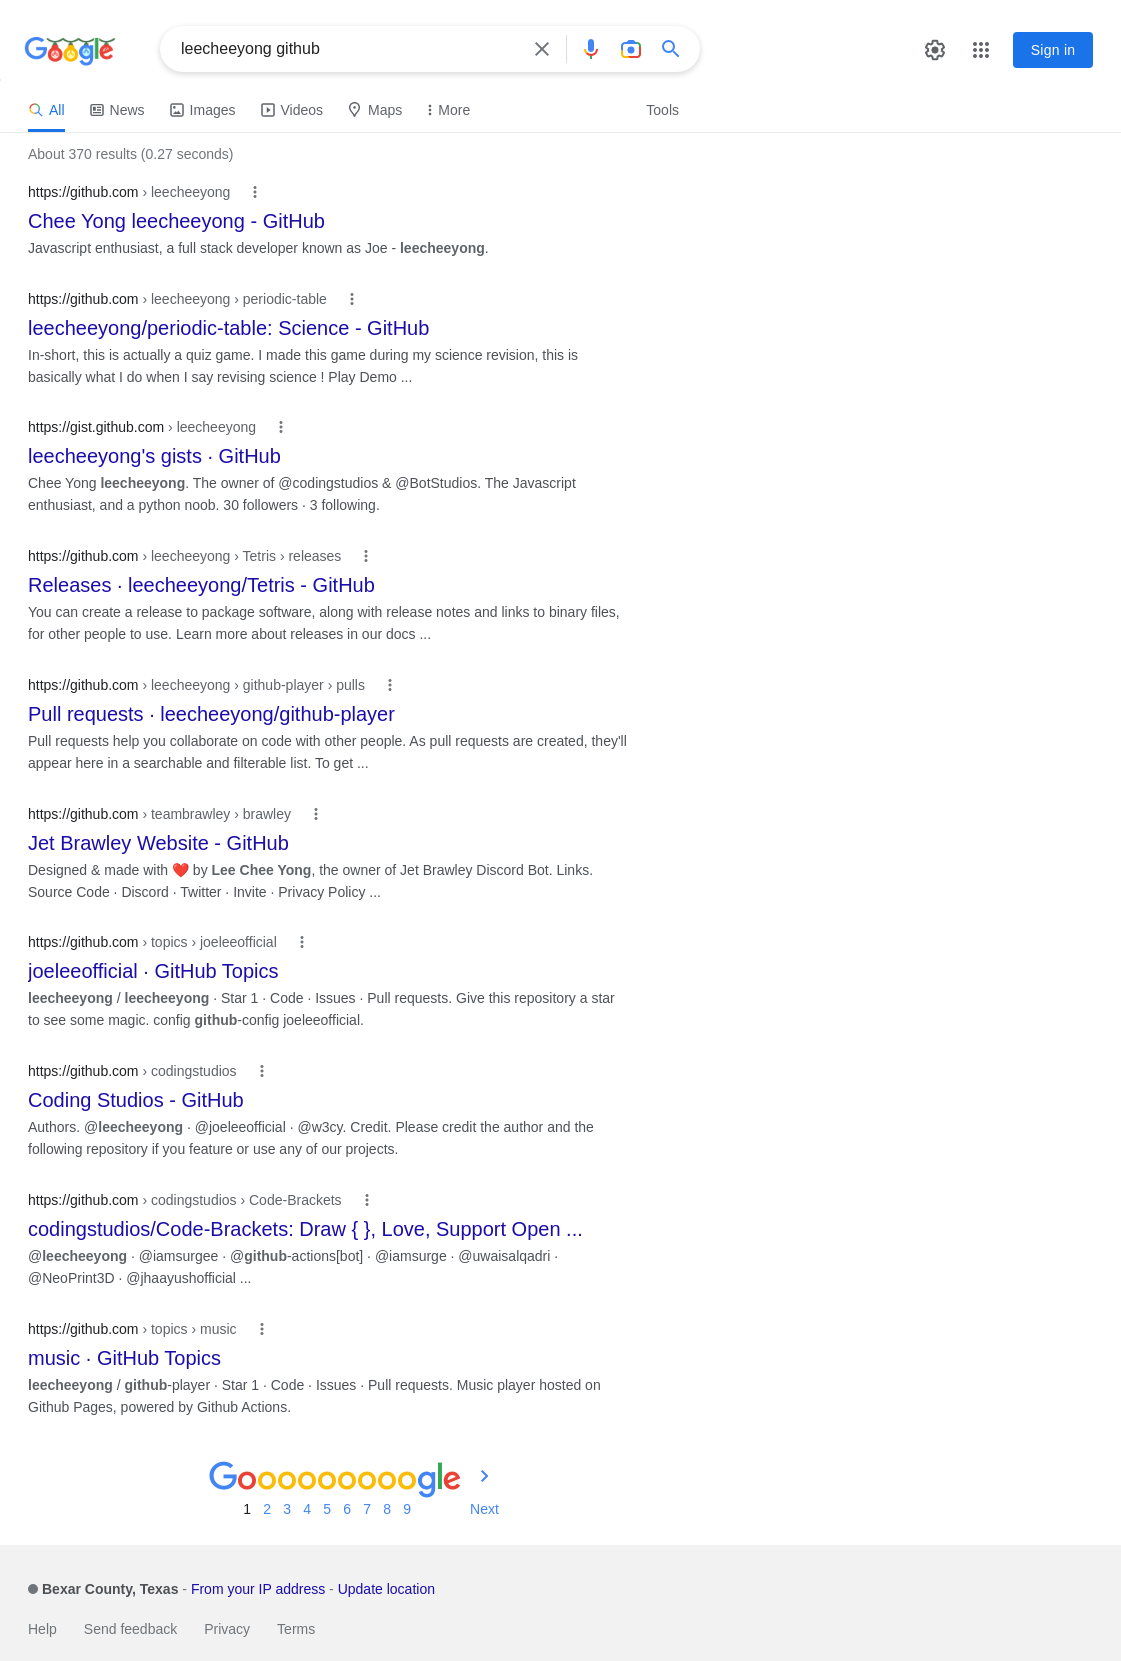 Google
leecheeyong github
Sign in
All News Images Videos Maps More Tools
About 370 results (0.27 seconds)
https://github.com › leecheeyong
Chee Yong leecheeyong - GitHub
Javascript enthusiast, a full stack developer known as Joe - leecheeyong.
https://github.com › leecheeyong › periodic-table
leecheeyong/periodic-table: Science - GitHub
In-short, this is actually a quiz game. I made this game during my science revision, this is
basically what I do when I say revising science ! Play Demo ...
https://gist.github.com › leecheeyong
leecheeyong's gists · GitHub
Chee Yong leecheeyong. The owner of @codingstudios & @BotStudios. The Javascript
enthusiast, and a python noob. 30 followers · 3 following.
https://github.com › leecheeyong › Tetris › releases
Releases · leecheeyong/Tetris - GitHub
You can create a release to package software, along with release notes and links to binary files,
for other people to use. Learn more about releases in our docs ...
https://github.com › leecheeyong › github-player › pulls
Pull requests · leecheeyong/github-player
Pull requests help you collaborate on code with other people. As pull requests are created, they'll
appear here in a searchable and filterable list. To get ...
https://github.com › teambrawley › brawley
Jet Brawley Website - GitHub
Designed & made with ❤️ by Lee Chee Yong, the owner of Jet Brawley Discord Bot. Links.
Source Code · Discord · Twitter · Invite · Privacy Policy ...
https://github.com › topics › joeleeofficial
joeleeofficial · GitHub Topics
leecheeyong / leecheeyong · Star 1 · Code · Issues · Pull requests. Give this repository a star
to see some magic. config github-config joeleeofficial.
https://github.com › codingstudios
Coding Studios - GitHub
Authors. @leecheeyong · @joeleeofficial · @w3cy. Credit. Please credit the author and the
following repository if you feature or use any of our projects.
https://github.com › codingstudios › Code-Brackets
codingstudios/Code-Brackets: Draw { }, Love, Support Open ...
@leecheeyong · @iamsurgee · @github-actions[bot] · @iamsurge · @uwaisalqadri ·
@NeoPrint3D · @jhaayushofficial ...
https://github.com › topics › music
music · GitHub Topics
leecheeyong / github-player · Star 1 · Code · Issues · Pull requests. Music player hosted on
Github Pages, powered by Github Actions.
Goooooooooogle
1 2 3 4 5 6 7 8 9 Next
Bexar County, Texas - From your IP address - Update location
Help Send feedback Privacy Terms